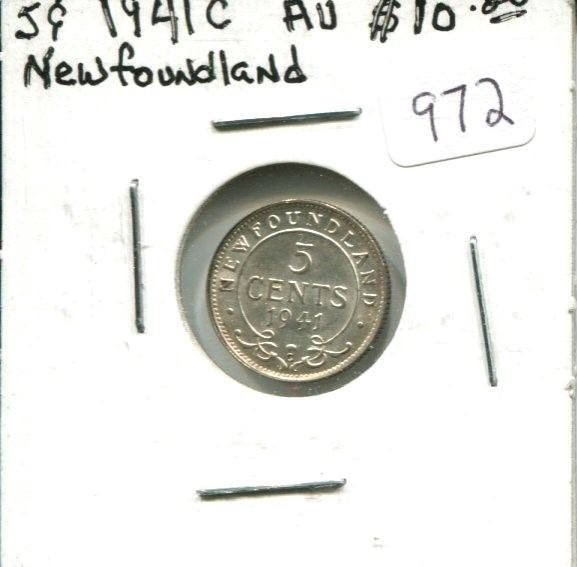 5¢ 1941C AU $10.00
Newfoundland
972
NEWFOUNDLAND
5
CENTS
1941
C